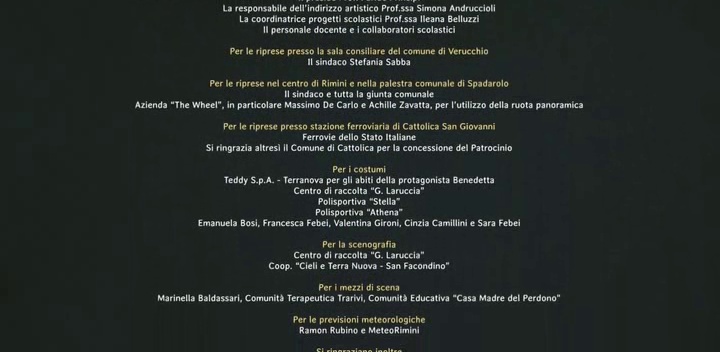 La responsabile dell'indirizzo artistico Prof.ssa Simona Andruccioli
La coordinatrice progetti scolastici Prof.ssa Ileana Belluzzi
Il personale docente e i collaboratori scolastici
Per le riprese presso la sala consiliare del comune di Verucchio
Il sindaco Stefania Sabba
Per le riprese nel centro di Rimini e nella palestra comunale di Spadarolo
Il sindaco e tutta la giunta comunale
Azienda "The Wheel", in particolare Massimo De Carlo e Achille Zavatta, per l'utilizzo della ruota panoramica
Per le riprese presso stazione ferroviaria di Cattolica San Giovanni
Ferrovie dello Stato Italiane
Si ringrazia altresì il Comune di Cattolica per la concessione del Patrocinio
Per i costumi
Teddy S.p.A. - Terranova per gli abiti della protagonista Benedetta
Centro di raccolta "G. Laruccia"
Polisportiva "Stella"
Polisportiva "Athena"
Emanuela Bosi, Francesca Febei, Valentina Gironi, Cinzia Camillini e Sara Febei
Per la scenografia
Centro di raccolta "G. Laruccia"
Coop. "Cieli e Terra Nuova - San Facondino"
Per i mezzi di scena
Marinella Baldassari, Comunità Terapeutica Trarivi, Comunità Educativa "Casa Madre del Perdono"
Per le previsioni meteorologiche
Ramon Rubino e MeteoRimini
Si ringraziano inoltre